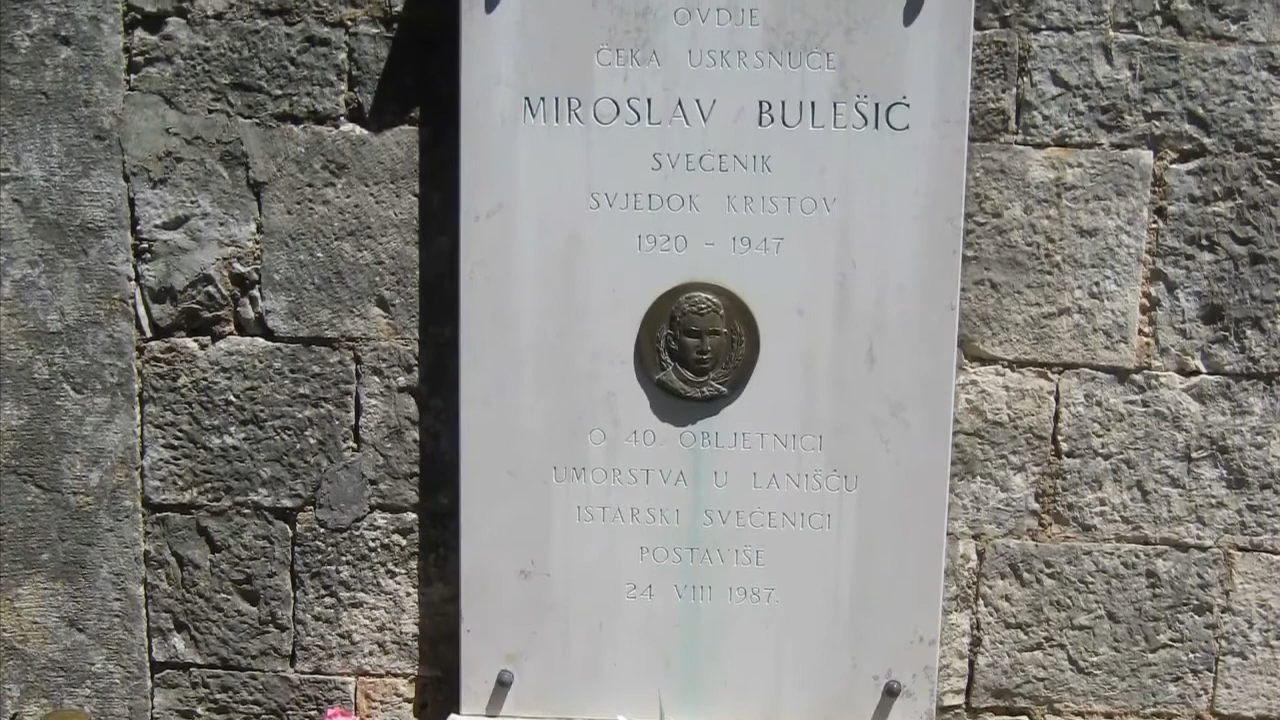 OVDJE
ČEKA USKRSNUĆE
MIROSLAV BULEŠIĆ
SVEĆENIK
SVJEDOK KRISTOV
1920 - 1947
O 40. OBLJETNICI
UMORSTVA U LANIŠĆU
ISTARSKI SVEĆENICI
POSTAVIŠE
24 VIII 1987.